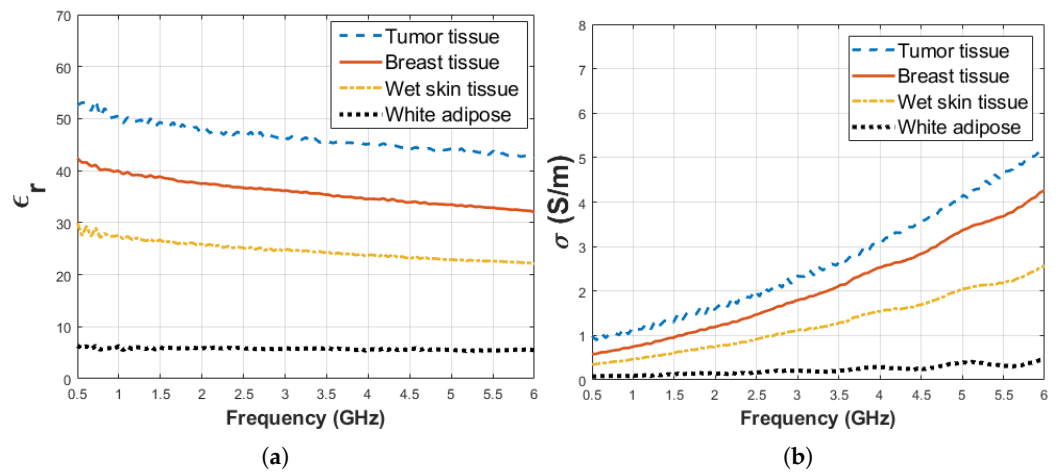 70
60
50
40
30
20
10
0
ϵr
Tumor tissue
Breast tissue
Wet skin tissue
White adipose
0.5 1 1.5 2 2.5 3 3.5 4 4.5 5 5.5 6
Frequency (GHz)
(a)
8
7
6
5
4
3
2
1
0
σ (S/m)
Tumor tissue
Breast tissue
Wet skin tissue
White adipose
0.5 1 1.5 2 2.5 3 3.5 4 4.5 5 5.5 6
Frequency (GHz)
(b)